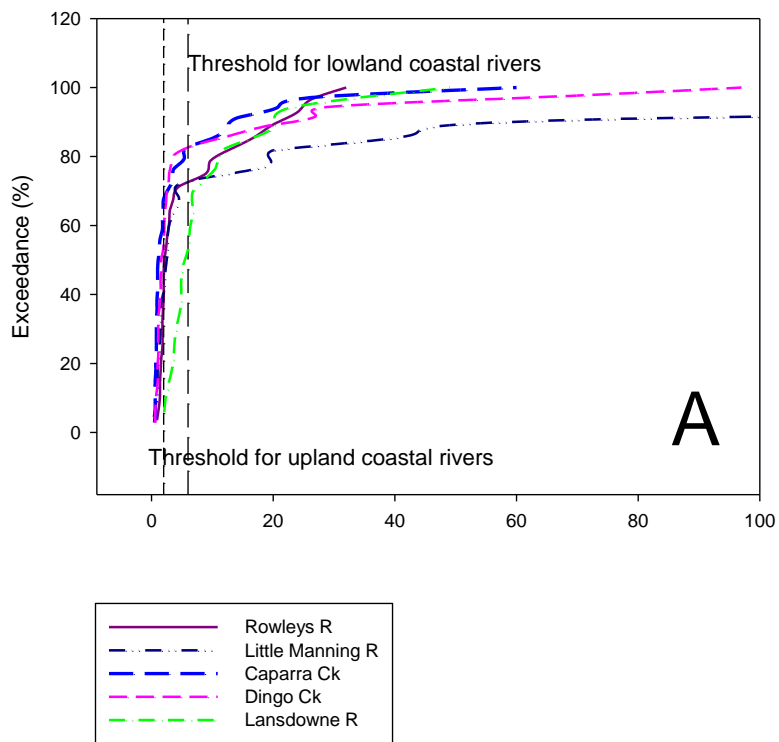 120
Threshold for lowland coastal rivers
100
80
60
40
20
0
Exceedance (%)
A
Threshold for upland coastal rivers
0 20 40 60 80 100
Rowleys R
Little Manning R
Caparra Ck
Dingo Ck
Lansdowne R